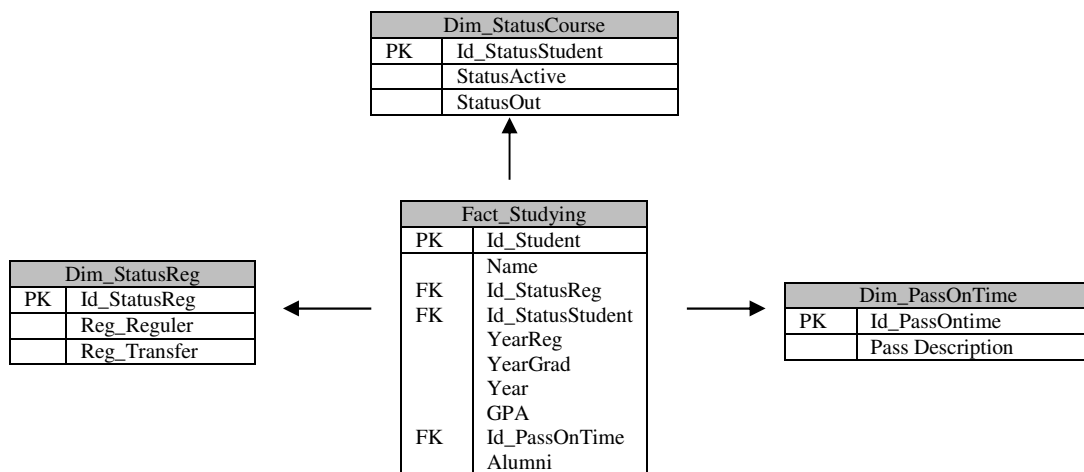 Dim_StatusCourse
PK Id_StatusStudent
StatusActive
StatusOut
Fact_Studying
PK Id_Student
Name
FK Id_StatusReg
FK Id_StatusStudent
YearReg
YearGrad
Year
GPA
FK Id_PassOnTime
Alumni
Dim_StatusReg
PK Id_StatusReg
Reg_Reguler
Reg_Transfer
Dim_PassOnTime
PK Id_PassOntime
Pass Description